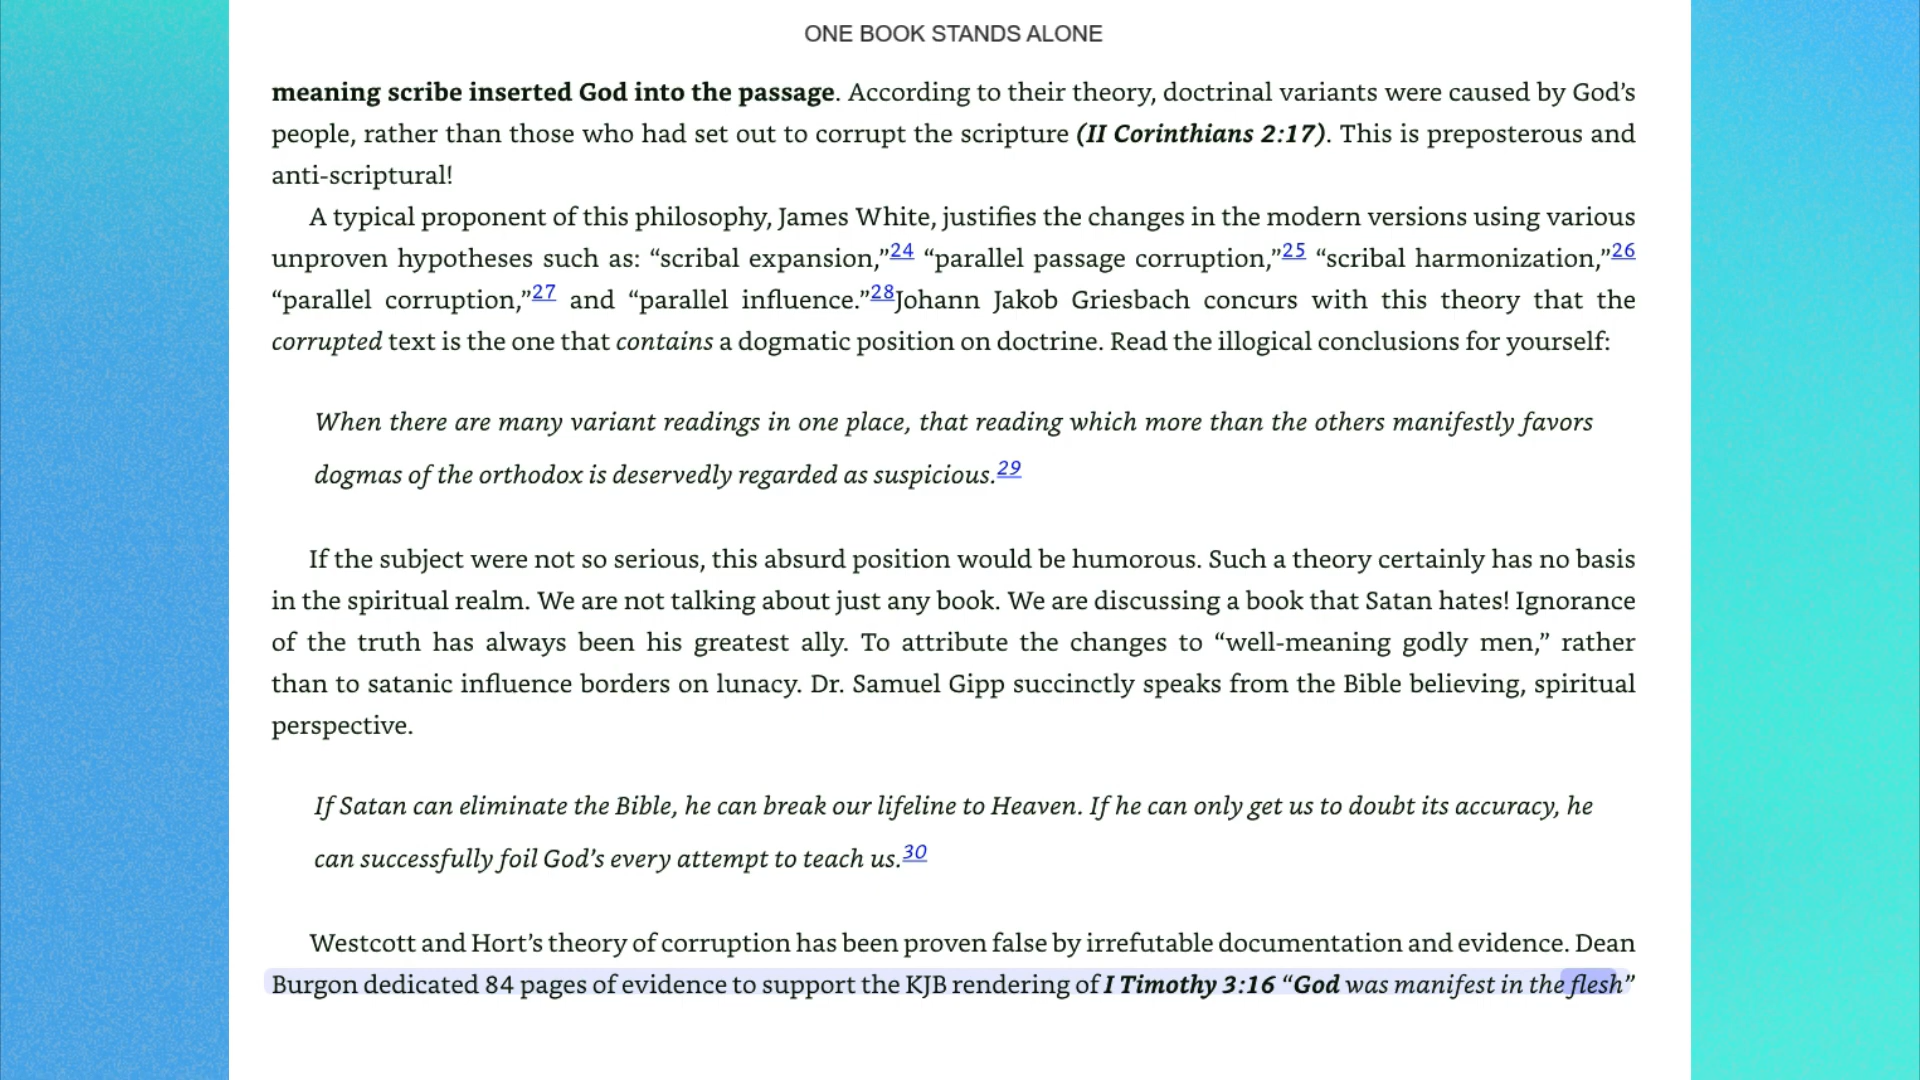 ONE BOOK STANDS ALONE
meaning scribe inserted God into the passage. According to their theory, doctrinal variants were caused by God’s
people, rather than those who had set out to corrupt the scripture (II Corinthians 2:17). This is preposterous and
anti-scriptural!
A typical proponent of this philosophy, James White, justifies the changes in the modern versions using various
unproven hypotheses such as: “scribal expansion,”24 “parallel passage corruption,”25 “scribal harmonization,”26
“parallel corruption,”27 and “parallel influence.”28Johann Jakob Griesbach concurs with this theory that the
corrupted text is the one that contains a dogmatic position on doctrine. Read the illogical conclusions for yourself:
When there are many variant readings in one place, that reading which more than the others manifestly favors
dogmas of the orthodox is deservedly regarded as suspicious.29
If the subject were not so serious, this absurd position would be humorous. Such a theory certainly has no basis
in the spiritual realm. We are not talking about just any book. We are discussing a book that Satan hates! Ignorance
of the truth has always been his greatest ally. To attribute the changes to “well-meaning godly men,” rather
than to satanic influence borders on lunacy. Dr. Samuel Gipp succinctly speaks from the Bible believing, spiritual
perspective.
If Satan can eliminate the Bible, he can break our lifeline to Heaven. If he can only get us to doubt its accuracy, he
can successfully foil God’s every attempt to teach us.30
Westcott and Hort’s theory of corruption has been proven false by irrefutable documentation and evidence. Dean
Burgon dedicated 84 pages of evidence to support the KJB rendering of I Timothy 3:16 “God was manifest in the flesh”